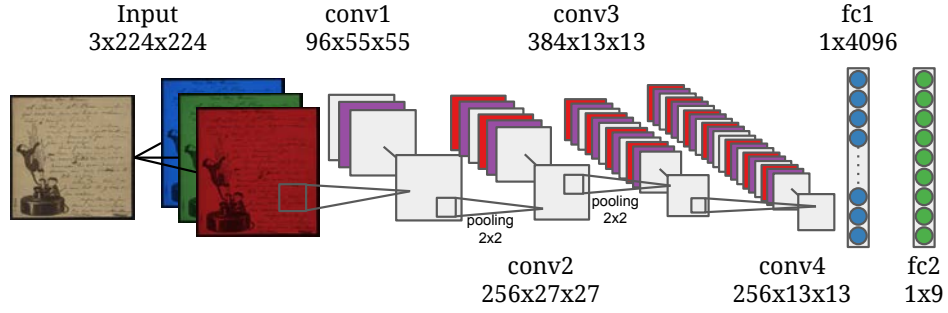 Input
3x224x224
conv1
96x55x55
conv3
384x13x13
fc1
1x4096
pooling
2x2
pooling
2x2
conv2
256x27x27
conv4
256x13x13
fc2
1x9